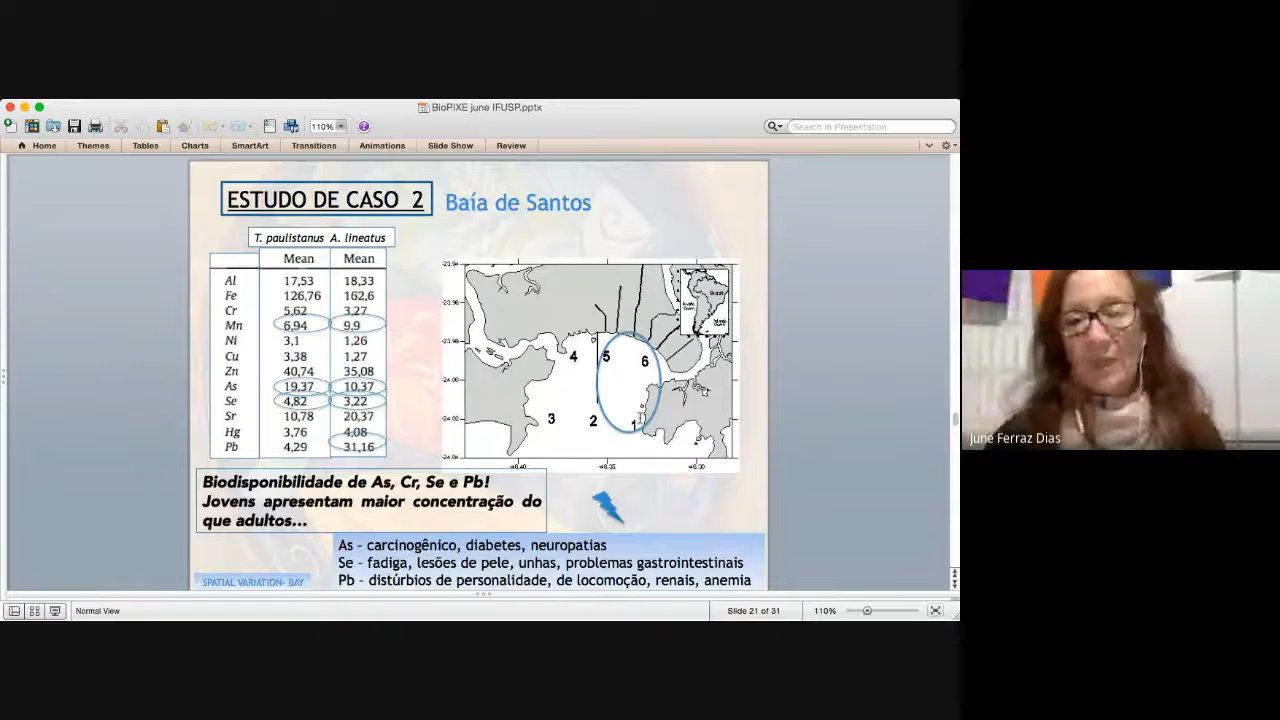 BioPIXE june IFUSP.pptx
110%
Search in Presentation
Home Themes Tables Charts SmartArt Transitions Animations Slide Show Review
ESTUDO DE CASO 2 Baía de Santos
T. paulistanus A. lineatus
Mean Mean
Al 17,53 18,33
Fe 126,76 162,6
Cr 5,62 3,27
Mn 6,94 9,9
Ni 3,1 1,26
Cu 3,38 1,27
Zn 40,74 35,08
As 19,37 10,37
Se 4,82 3,22
Sr 10,78 20,37
Hg 3,76 4,08
Pb 4,29 31,16
Brazil
4 5 6
3 2 1
Biodisponibilidade de As, Cr, Se e Pb!
Jovens apresentam maior concentração do
que adultos...
As – carcinogênico, diabetes, neuropatias
Se – fadiga, lesões de pele, unhas, problemas gastrointestinais
Pb – distúrbios de personalidade, de locomoção, renais, anemia
SPATIAL VARIATION- BAY
Normal View
Slide 21 of 31
110%
June Ferraz Dias